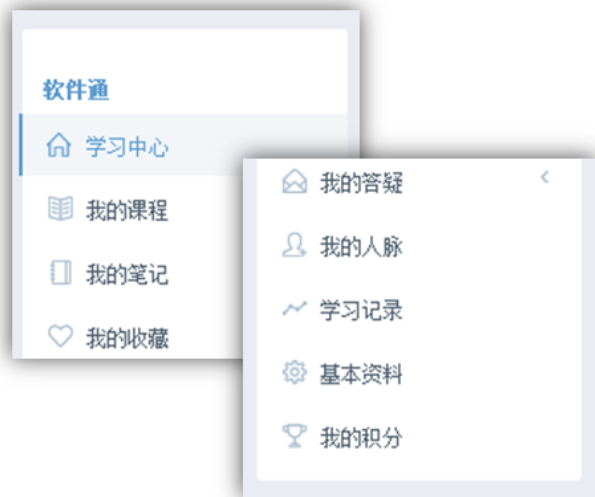 软件通
学习中心
我的课程
我的笔记
我的收藏
我的答疑
我的人脉
学习记录
基本资料
我的积分